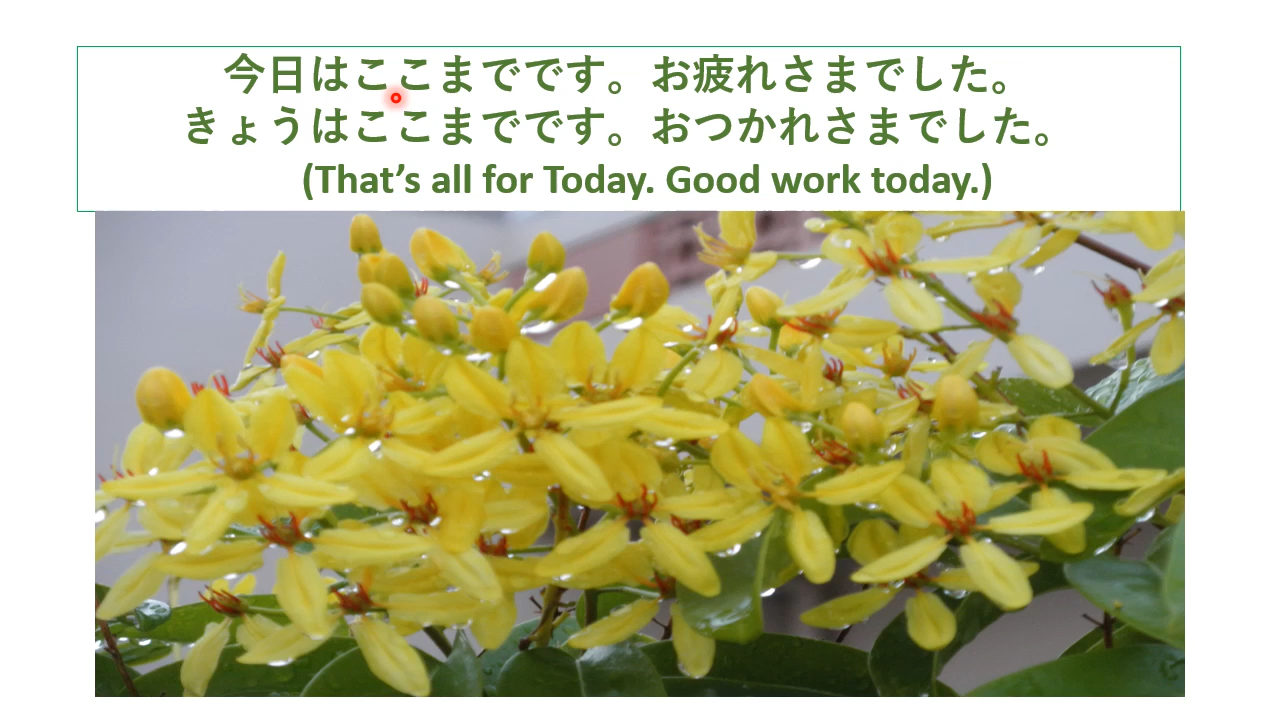 今日はここまでです。お疲れさまでした。
きょうはここまでです。おつかれさまでした。
(That’s all for Today. Good work today.)